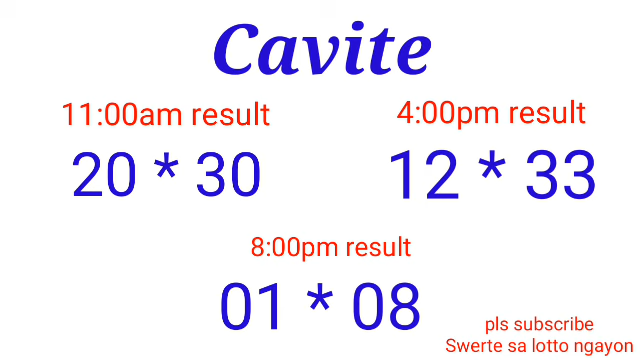 Cavite
11:00am result
20 * 30
4:00pm result
12 * 33
8:00pm result
01 * 08
pls subscribe
Swerte sa lotto ngayon